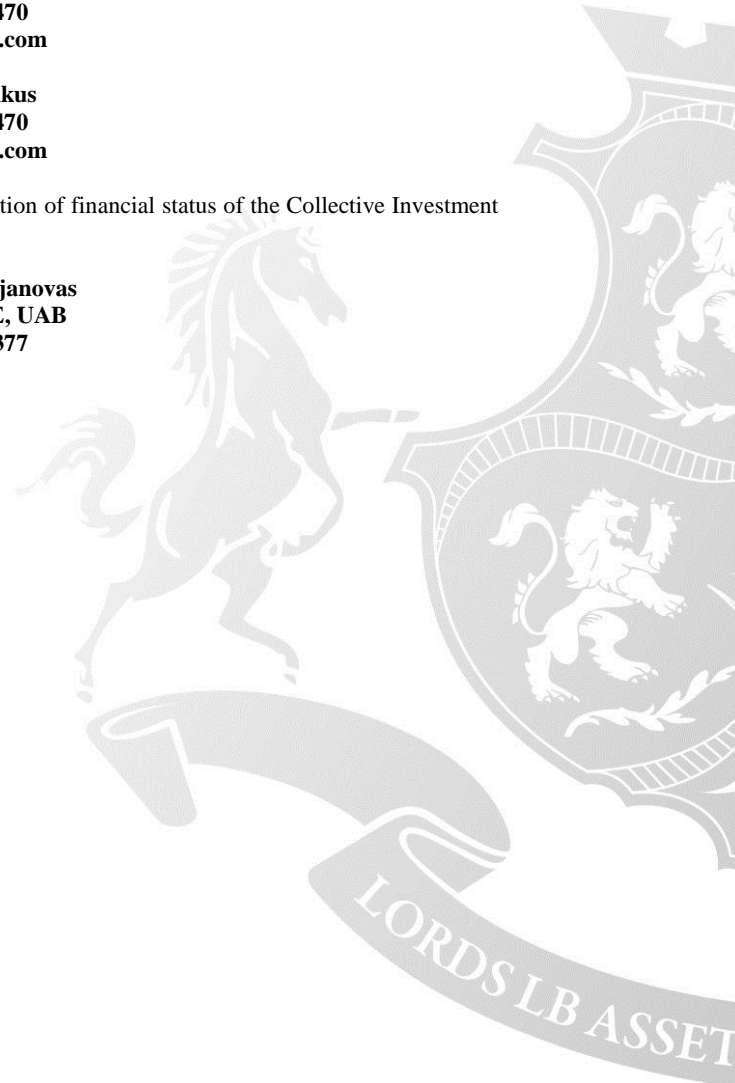 470
.com
kus
470
.com
tion of financial status of the Collective Investment
janovas
E, UAB
377
LORDS LB ASSET